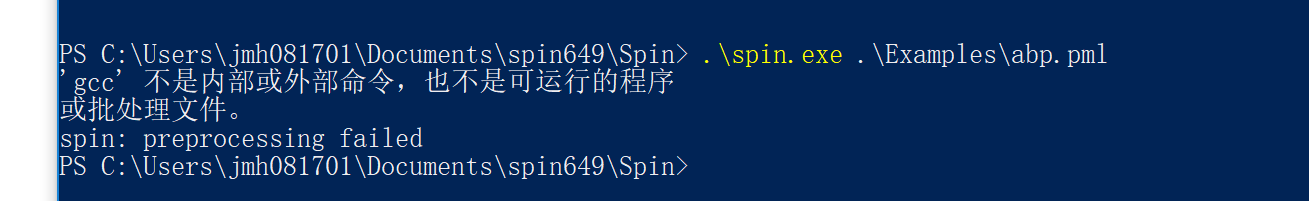 PS C:\Users\jmh081701\Documents\spin649\Spin> .\spin.exe .\Examples\abp.pml
'gcc' 不是内部或外部命令，也不是可运行的程序
或批处理文件。
spin: preprocessing failed
PS C:\Users\jmh081701\Documents\spin649\Spin>